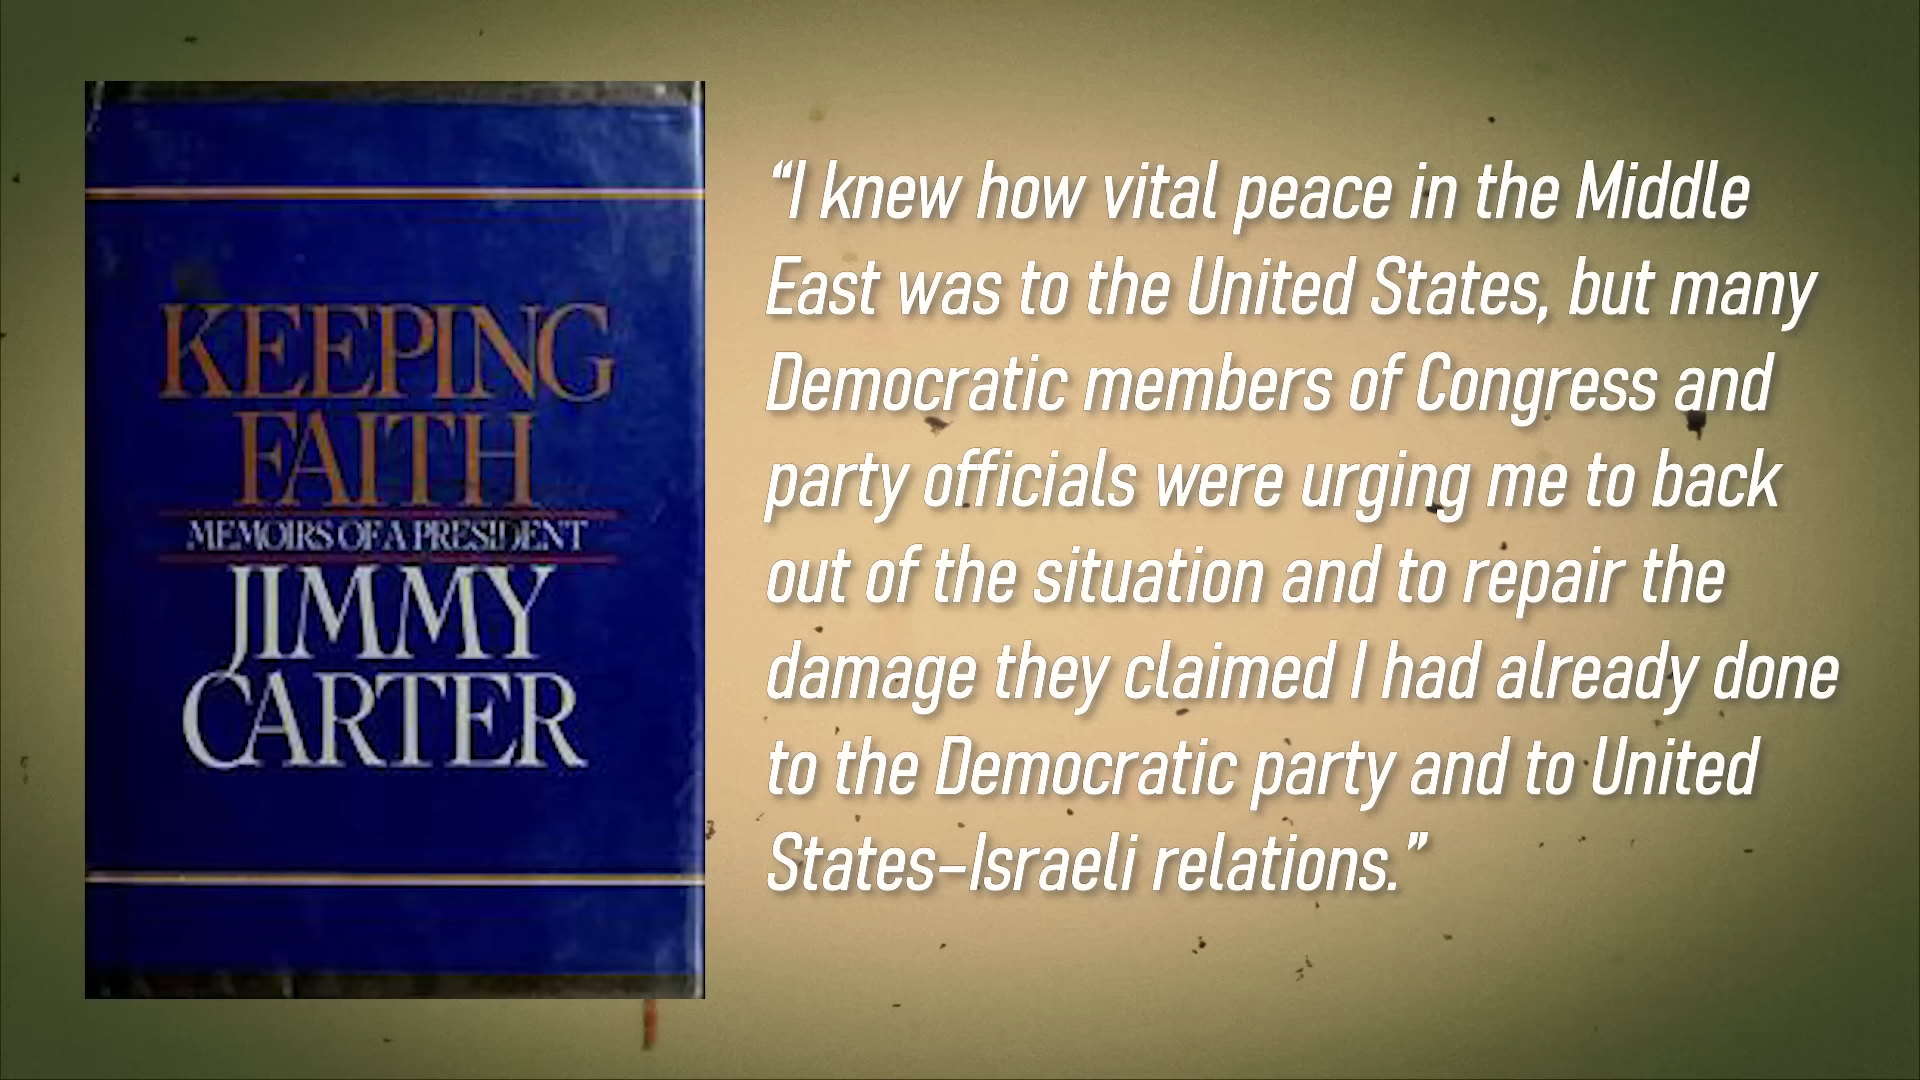 KEEPING
FAITH
MEMOIRS OF A PRESIDENT
JIMMY
CARTER
“I knew how vital peace in the Middle
East was to the United States, but many
Democratic members of Congress and
party officials were urging me to back
out of the situation and to repair the
damage they claimed I had already done
to the Democratic party and to United
States–Israeli relations.”